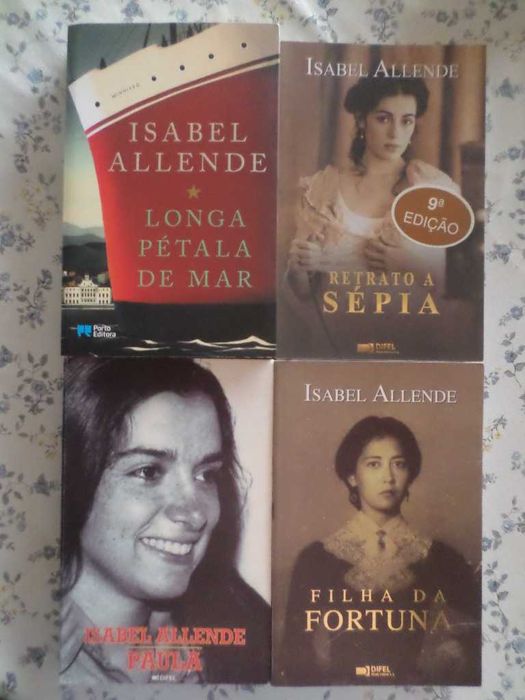 WINNIPEG
ISABEL
ALLENDE
LONGA
PÉTALA
DE MAR
Porto
Editora
ISABEL ALLENDE
9ª
EDIÇÃO
RETRATO A
SÉPIA
DIFEL
ISABEL ALLENDE
PAULA
DIFEL
ISABEL ALLENDE
FILHA DA
FORTUNA
DIFEL